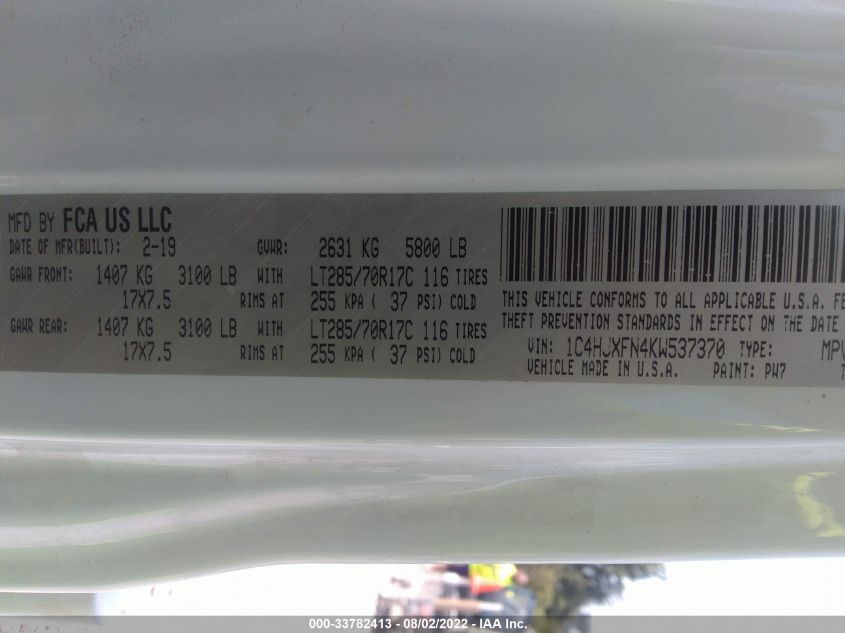 MFD BY FCA US LLC
DATE OF MFR(BUILT): 2-19 GVWR: 2631 KG 5800 LB
GAWR FRONT: 1407 KG 3100 LB WITH LT285/70R17C 116 TIRES
17X7.5 RIMS AT 255 KPA ( 37 PSI) COLD
GAWR REAR: 1407 KG 3100 LB WITH LT285/70R17C 116 TIRES
17X7.5 RIMS AT 255 KPA ( 37 PSI) COLD
THIS VEHICLE CONFORMS TO ALL APPLICABLE U.S.A. FE
THEFT PREVENTION STANDARDS IN EFFECT ON THE DATE
VIN: 1C4HJXFN4KW537370 TYPE: MPV
VEHICLE MADE IN U.S.A. PAINT: PW7
000-33782413 - 08/02/2022 - IAA